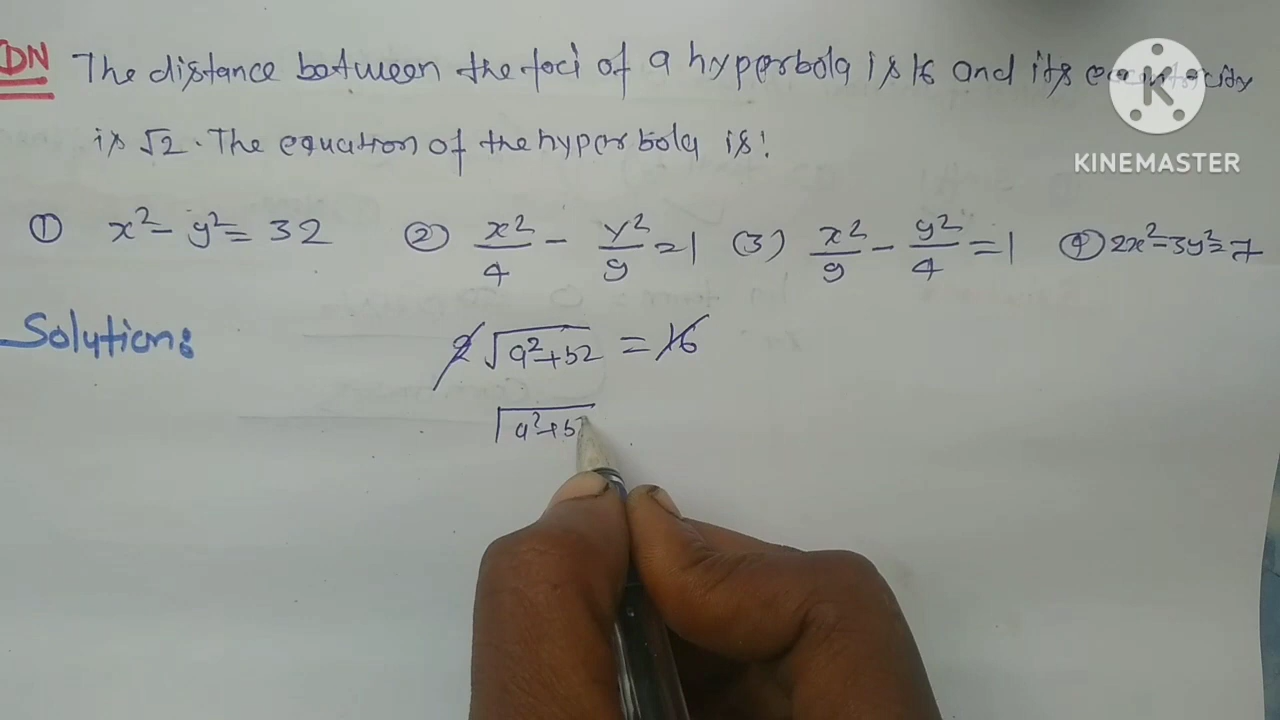 DN The distance between the foci of a hyperbola is 16 and its
is √2. The equation of the hyperbola is:
① x² - y² = 32 ② x²/4 - y²/9 = 1 (3) x²/9 - y²/4 = 1 ④ 2x² - 3y² = 7
Solution:
2√a²+b2 = 16
√a²+b²
K
KINEMASTER